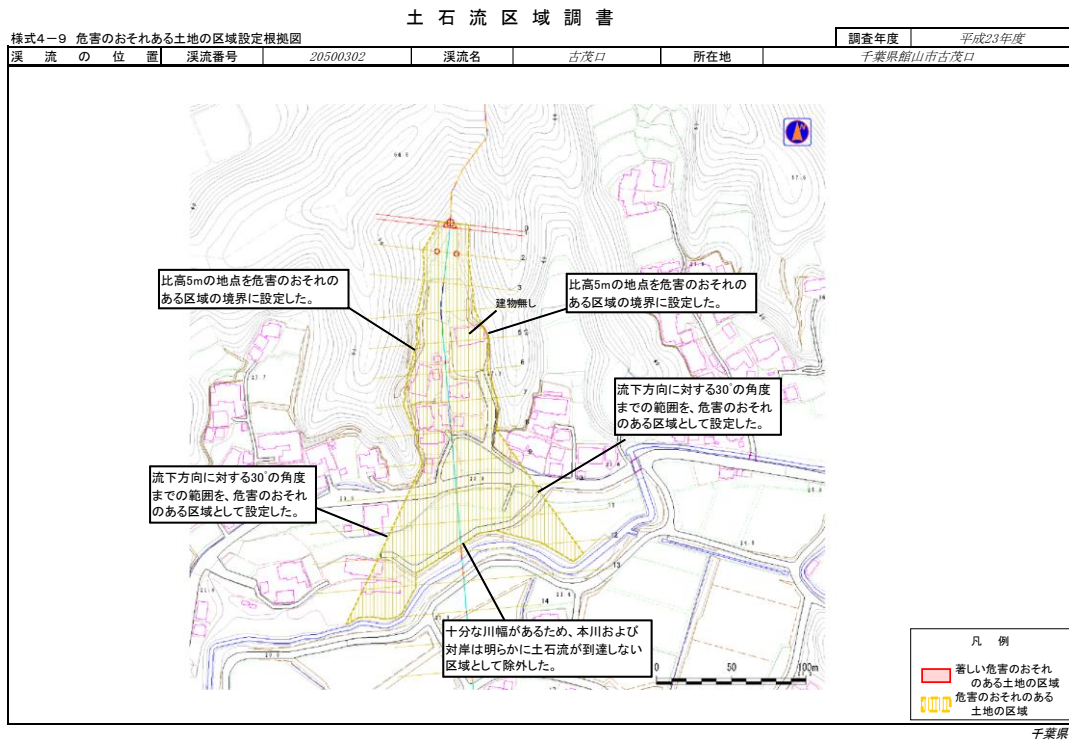 土石流区域調書
様式4－9 危害のおそれある土地の区域設定根拠図
調査年度 平成23年度
渓流の位置 渓流番号 20500302 渓流名 古茂口 所在地 千葉県館山市古茂口
比高5mの地点を危害のおそれの
ある区域の境界に設定した。
比高5mの地点を危害のおそれの
ある区域の境界に設定した。
建物無し
流下方向に対する30°の角度
までの範囲を、危害のおそれ
のある区域として設定した。
流下方向に対する30°の角度
までの範囲を、危害のおそれ
のある区域として設定した。
十分な川幅があるため、本川および
対岸は明らかに土石流が到達しない
区域として除外した。
2
3
5
6
7
11
12
13
14
0 50 100m
凡例
著しい危害のおそれ
のある土地の区域
危害のおそれのある
土地の区域
千葉県